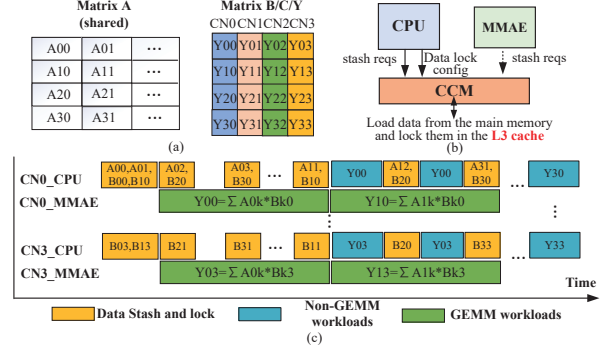 Matrix A
(shared)
A00 A01 ...
A10 A11 ...
A20 A21 ...
A30 A31 ...
(a)
Matrix B/C/Y
CN0 CN1 CN2 CN3
Y00 Y01 Y02 Y03
Y10 Y11 Y12 Y13
Y20 Y21 Y22 Y23
Y30 Y31 Y32 Y33
CPU
MMAE
stash reqs
Data lock
config
stash reqs
CCM
Load data from the main memory
and lock them in the L3 cache
(b)
CN0_CPU
A00,A01,
B00,B10
A02,
B20
A03,
B30
...
A11,
B10
Y00
A12,
B20
Y00
A31,
B30
...
Y30
CN0_MMAE
Y00=Σ A0k*Bk0
Y10=Σ A1k*Bk0
CN3_CPU
B03,B13
B21
B31
...
B11
Y03
B20
Y03
B33
...
Y33
CN3_MMAE
Y03=Σ A0k*Bk3
Y13=Σ A1k*Bk3
Time
Data Stash and lock
Non-GEMM
workloads
GEMM workloads
(c)